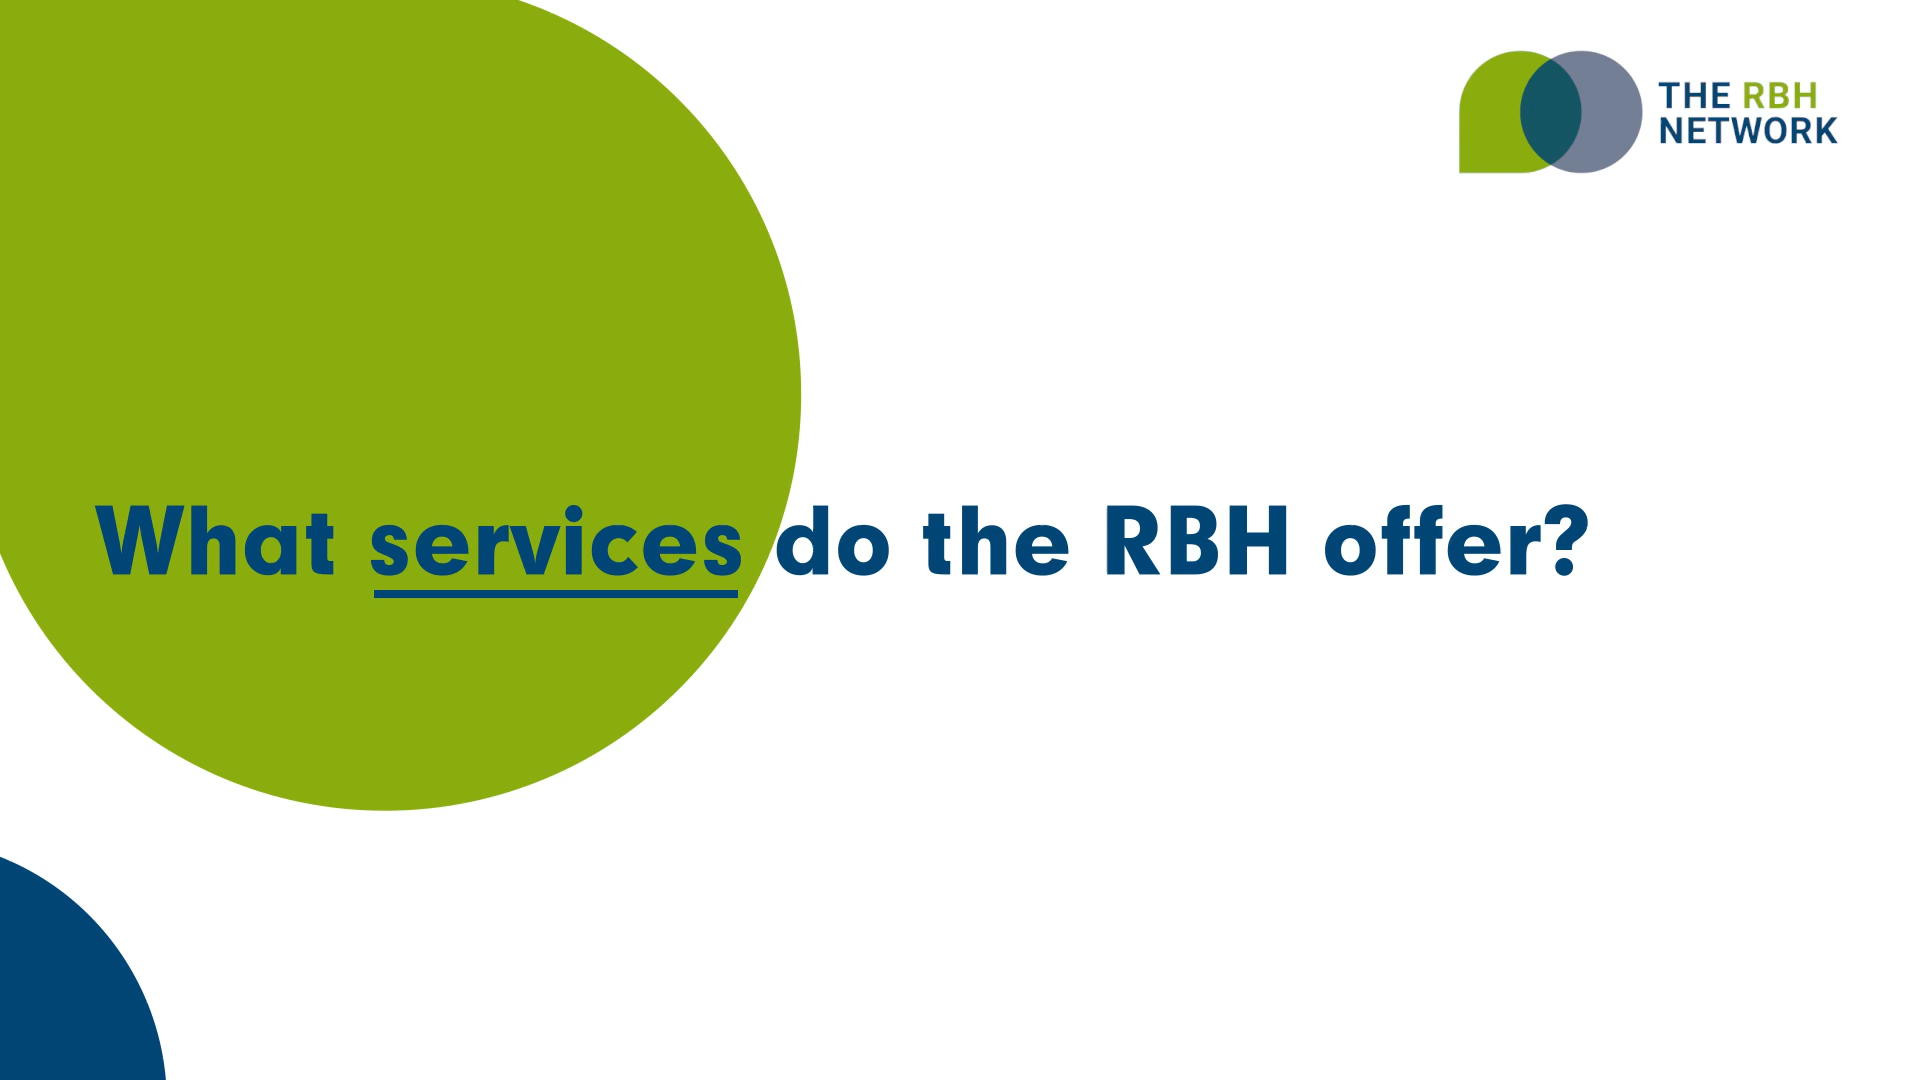 THE RBH
NETWORK
What services do the RBH offer?